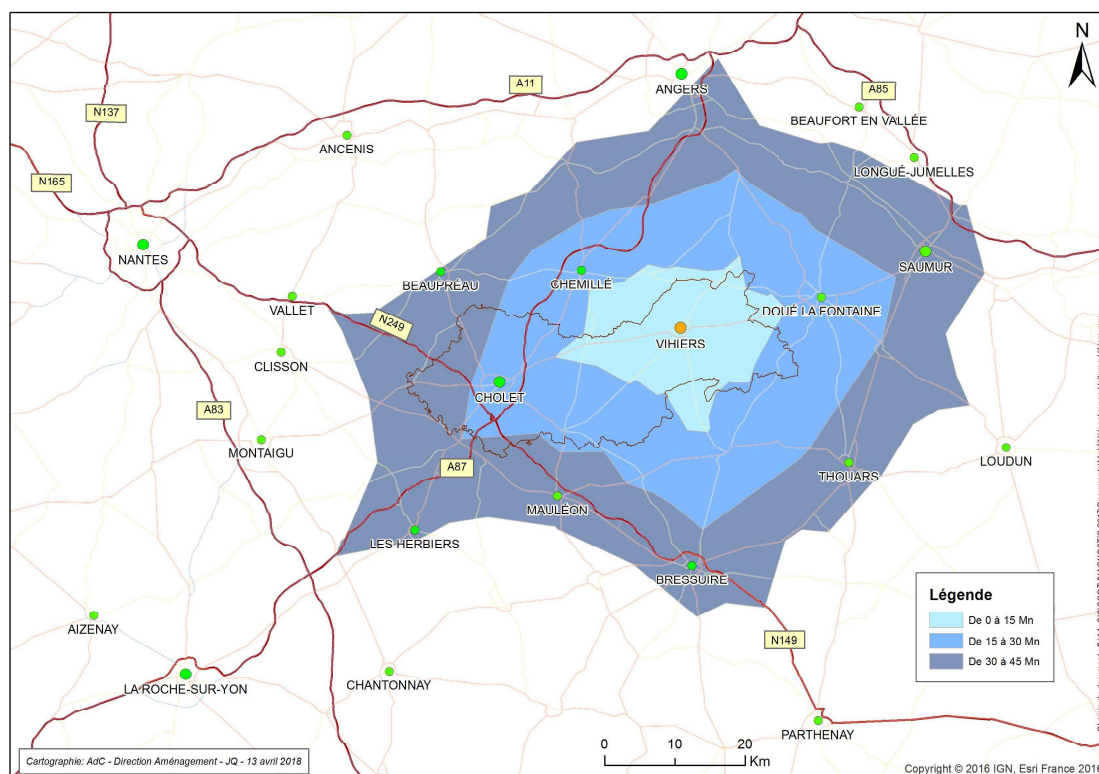 N
A11
A85
N137
ANGERS
BEAUFORT EN VALLÉE
ANCENIS
LONGUÉ-JUMELLES
N165
NANTES
SAUMUR
BEAUPRÉAU
CHEMILLÉ
VALLET
DOUÉ LA FONTAINE
N249
VIHIERS
CLISSON
CHOLET
A83
MONTAIGU
LOUDUN
A87
THOUARS
MAULÉON
LES HERBIERS
BRESSUIRE
Légende
De 0 à 15 Mn
De 15 à 30 Mn
De 30 à 45 Mn
AIZENAY
N149
LA ROCHE-SUR-YON
CHANTONNAY
PARTHENAY
0 10 20
Km
Cartographie: AdC - Direction Aménagement - JQ - 13 avril 2018
Copyright © 2016 IGN, Esri France 2016